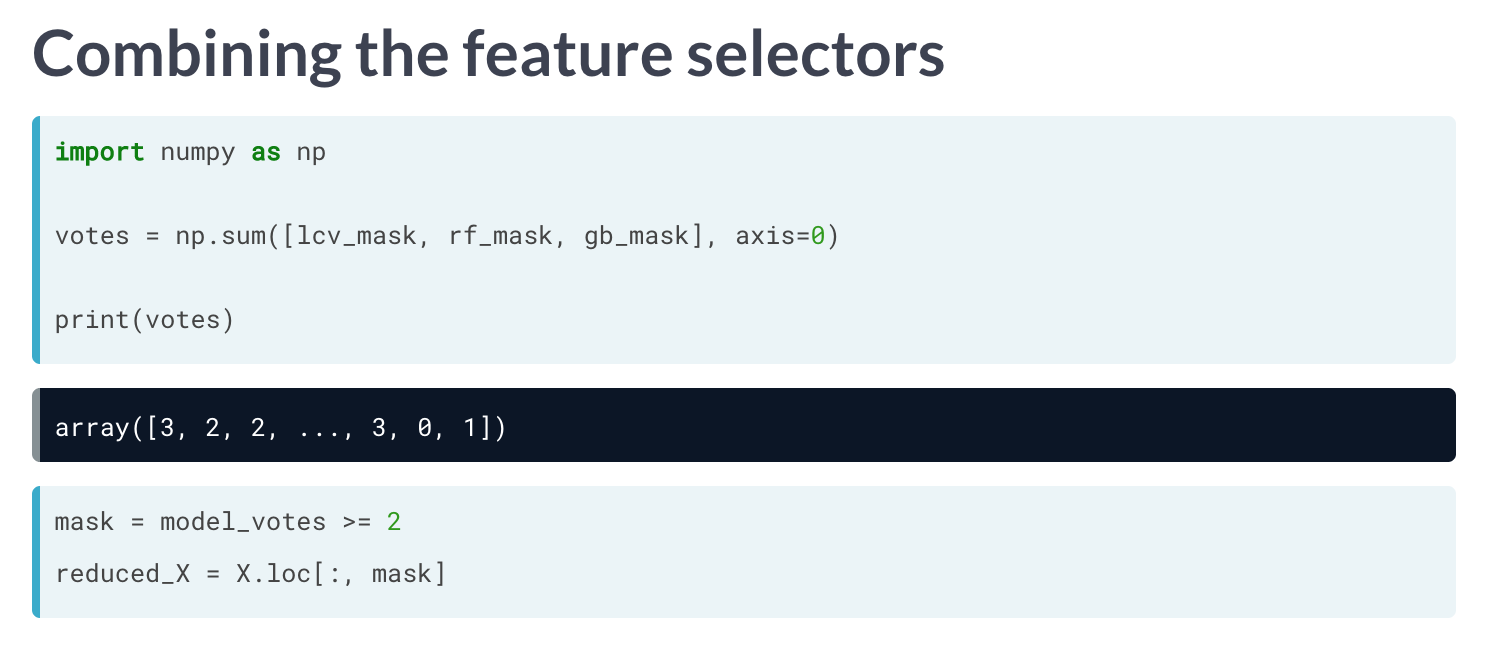 Combining the feature selectors
import numpy as np
votes = np.sum([lcv_mask, rf_mask, gb_mask], axis=0)
print(votes)
array([3, 2, 2, ..., 3, 0, 1])
mask = model_votes >= 2
reduced_X = X.loc[:, mask]